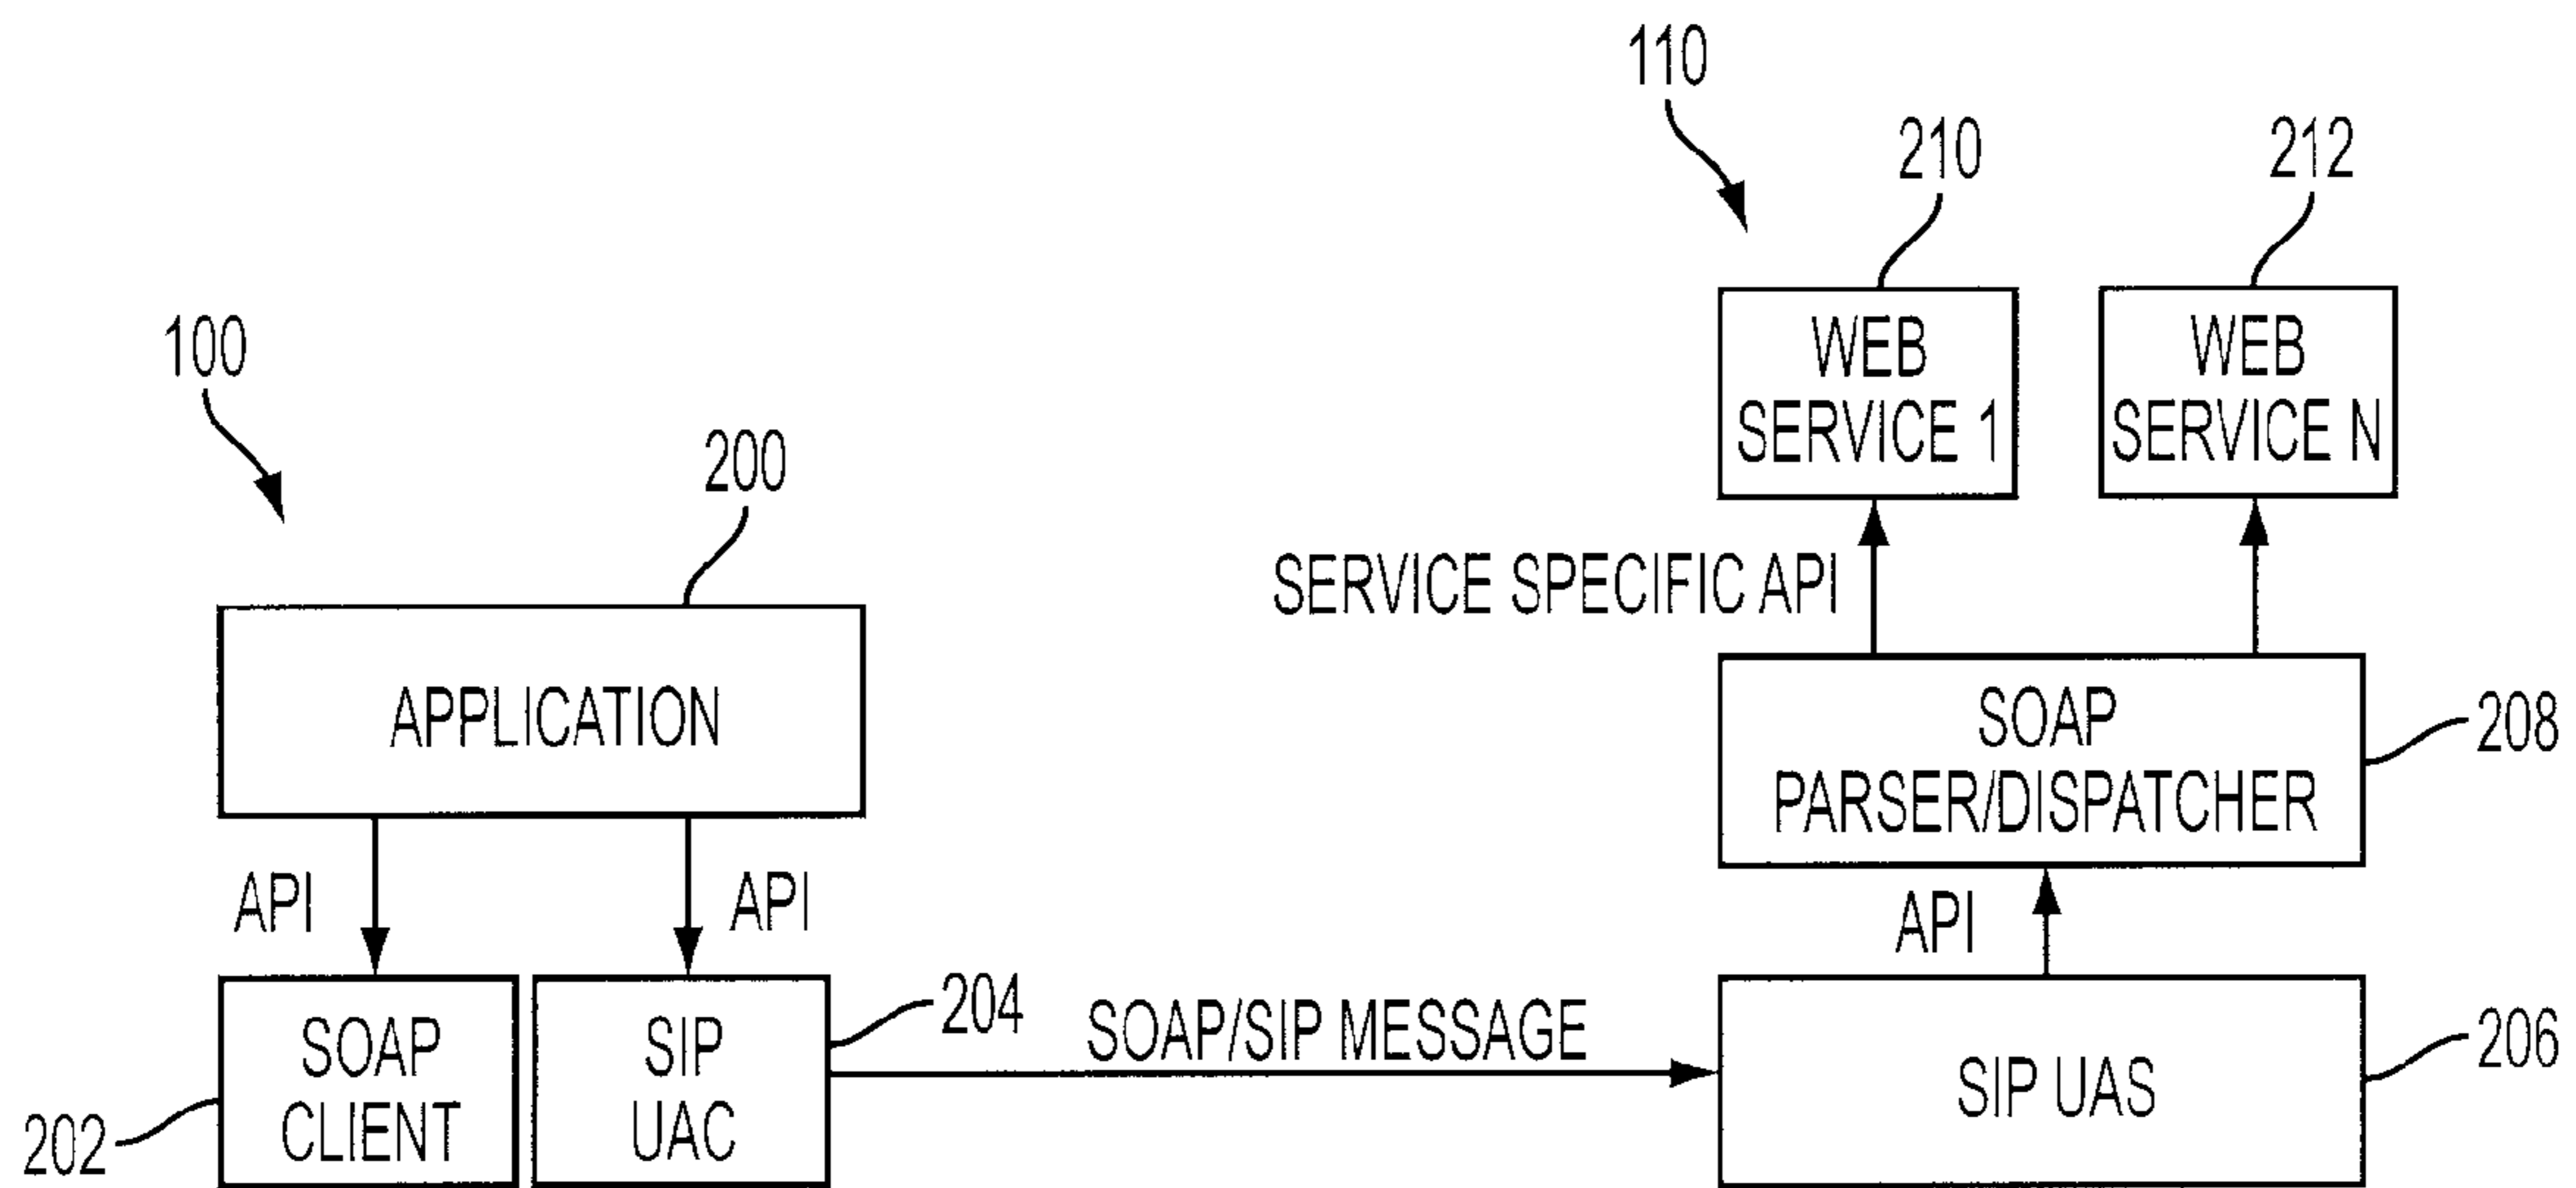 110
210
212
100
WEB
SERVICE 1
WEB
SERVICE N
200
SERVICE SPECIFIC API
APPLICATION
SOAP
PARSER/DISPATCHER
208
API
API
API
SOAP
CLIENT
202
SIP
UAC
204
SOAP/SIP MESSAGE
SIP UAS
206